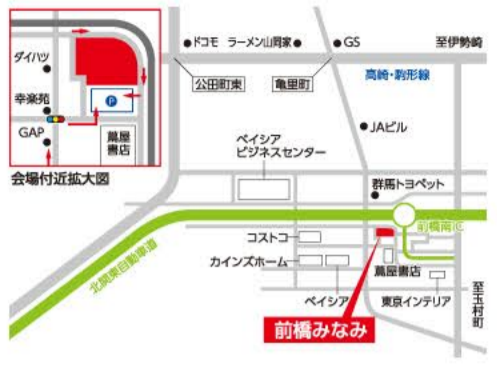 ダイハツ
幸楽苑
GAP
P
蔦屋
書店
会場付近拡大図
ドコモ
ラーメン山岡家
GS
至伊勢崎
公田町東
亀里町
高崎・駒形線
JAビル
ベイシア
ビジネスセンター
群馬トヨペット
前橋南IC
北関東自動車道
コストコ
カインズホーム
ベイシア
蔦屋書店
東京インテリア
至玉村町
前橋みなみ